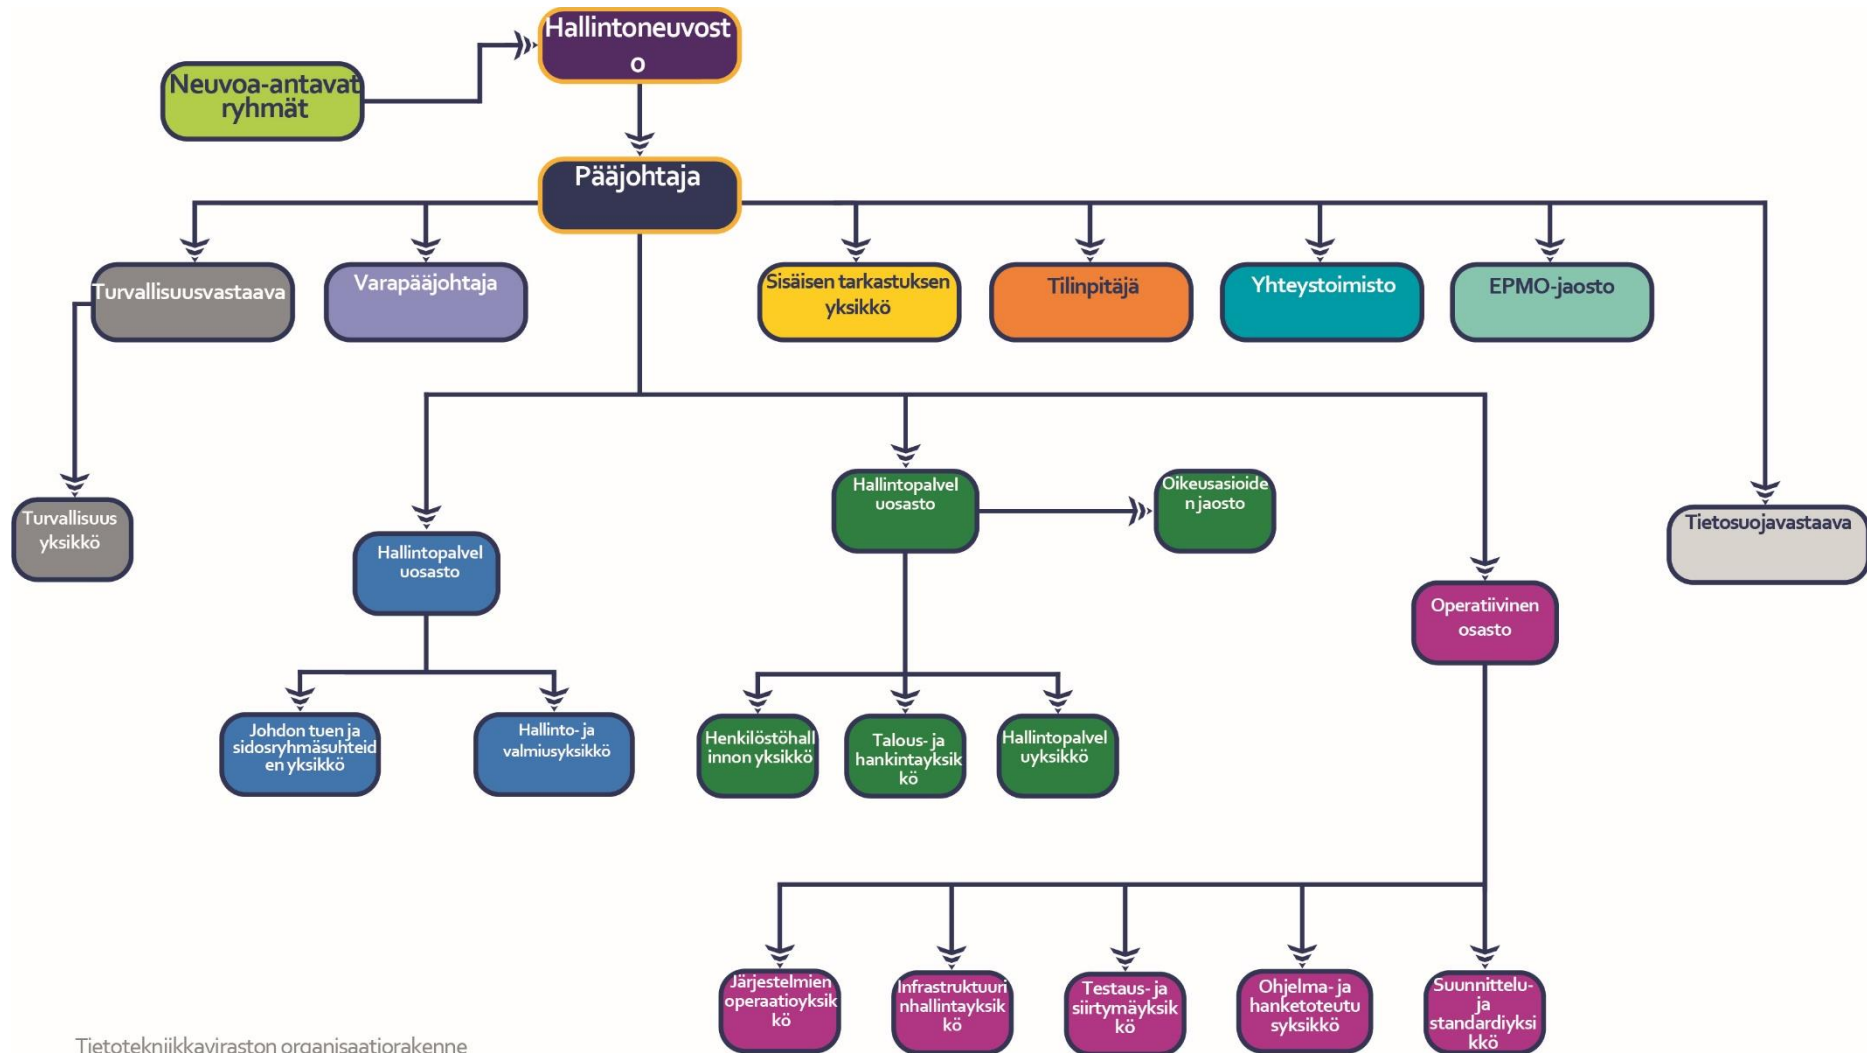 Hallintoneuvost
o
Neuvoa-antavat
ryhmät
Pääjohtaja
Turvallisuusvastaava
Varapääjohtaja
Sisäisen tarkastuksen
yksikkö
Tilinpitäjä
Yhteystoimisto
EPMO-jaosto
Turvallisuus
yksikkö
Hallintopalvel
uosasto
Hallintopalvel
uosasto
Oikeusasioide
n jaosto
Tietosuojavastaava
Operatiivinen
osasto
Johdon tuen ja
sidosryhmäsuhteid
en yksikkö
Hallinto- ja
valmiusyksikkö
Henkilöstöhall
innon yksikkö
Talous- ja
hankintayksik
kö
Hallintopalvel
uyksikkö
Järjestelmien
operaatioyksik
kö
Infrastruktuuri
nhallintayksik
kö
Testaus- ja
siirtymäyksik
kö
Ohjelma- ja
hanketoteutu
syksikkö
Suunnittelu-
ja
standardiyksi
kkö
Tietotekniikkaviraston organisaatiorakenne